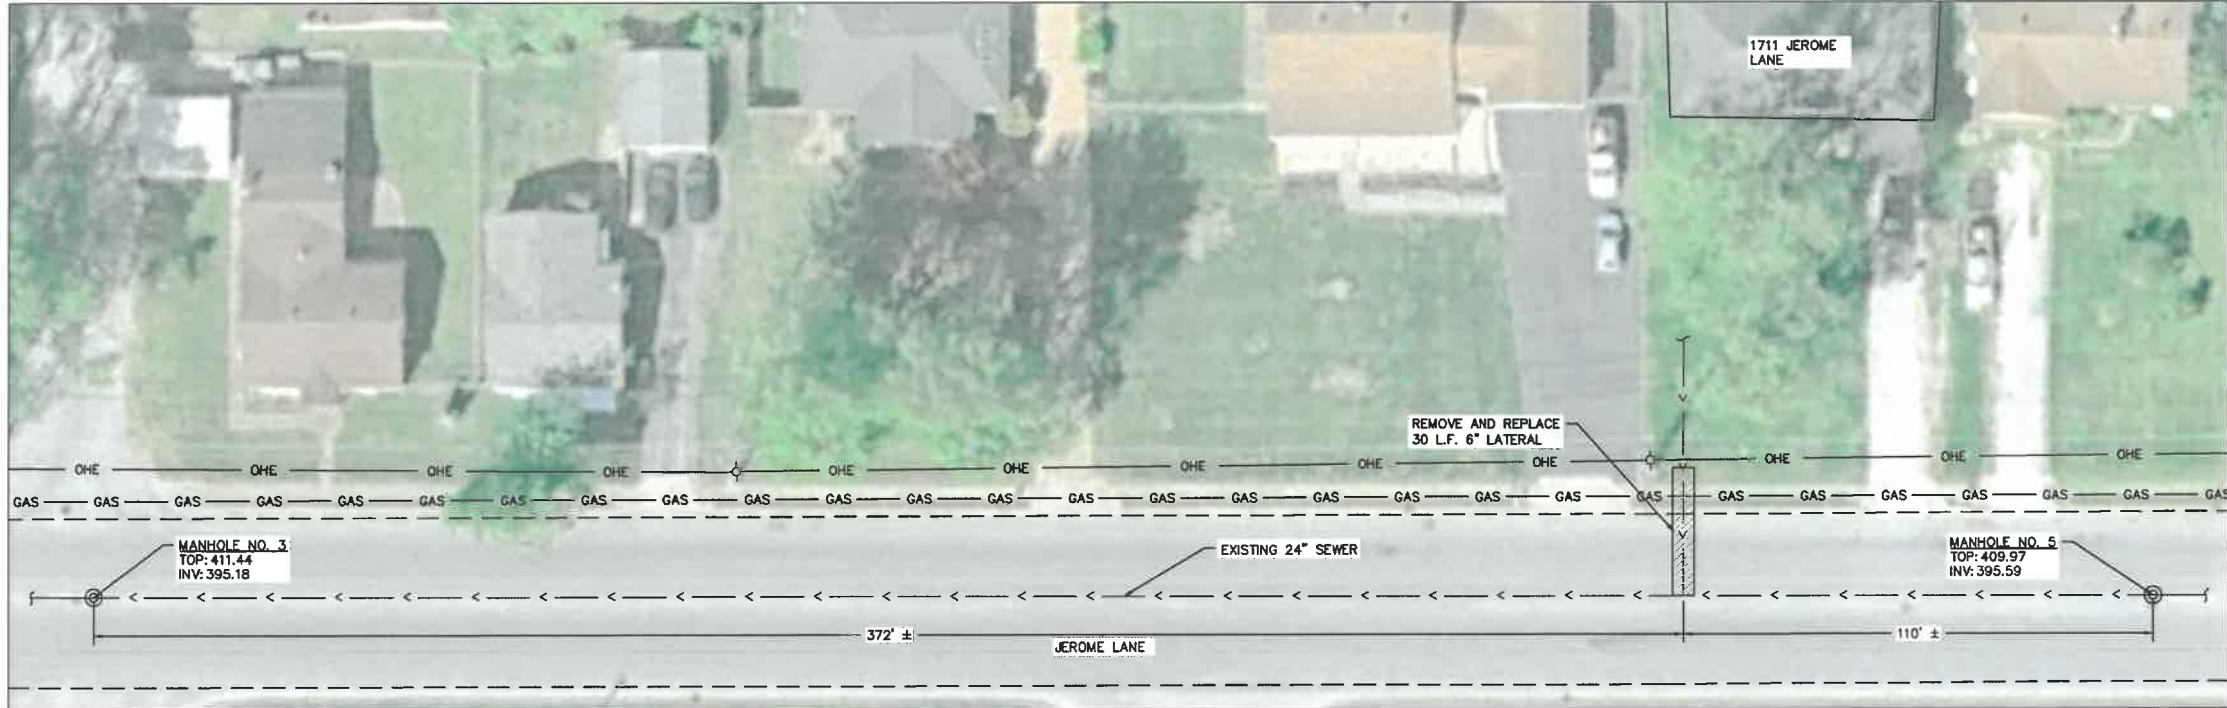 1711 JEROME
LANE
REMOVE AND REPLACE
30 L.F. 6" LATERAL
OHE OHE OHE OHE OHE OHE OHE OHE OHE OHE OHE OHE
GAS GAS GAS GAS GAS GAS GAS GAS GAS GAS GAS GAS GAS GAS GAS GAS GAS GAS GAS GAS GAS GAS GAS GAS GAS GAS GAS GAS
MANHOLE NO. 3
TOP: 411.44
INV: 395.18
EXISTING 24" SEWER
MANHOLE NO. 5
TOP: 409.97
INV: 395.59
372' ±
110' ±
JEROME LANE